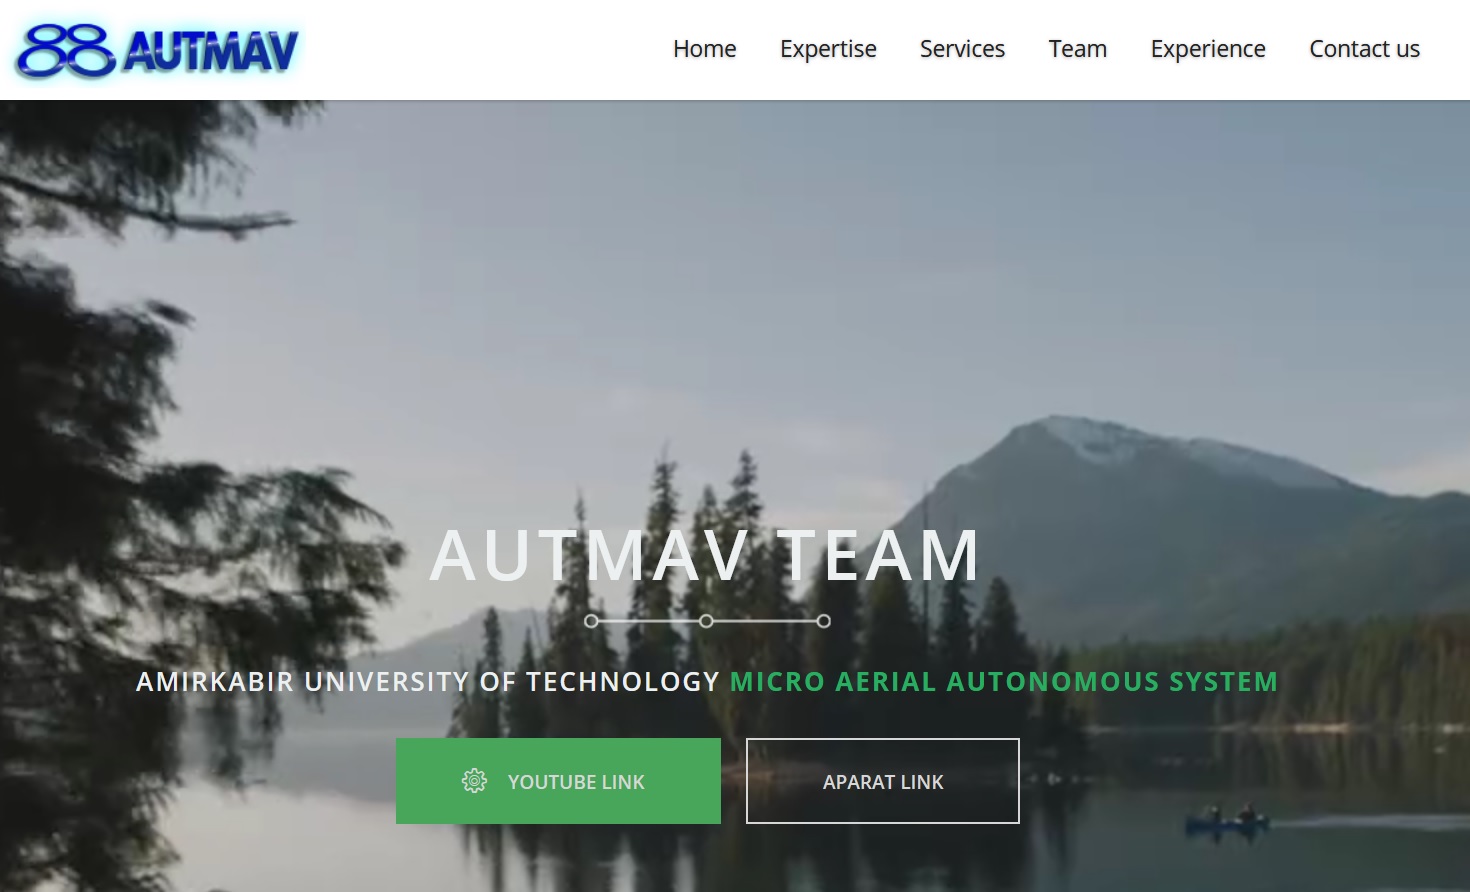 88 AUTMAV
Home Expertise Services Team Experience Contact us
AUTMAV TEAM
AMIRKABIR UNIVERSITY OF TECHNOLOGY MICRO AERIAL AUTONOMOUS SYSTEM
YOUTUBE LINK APARAT LINK